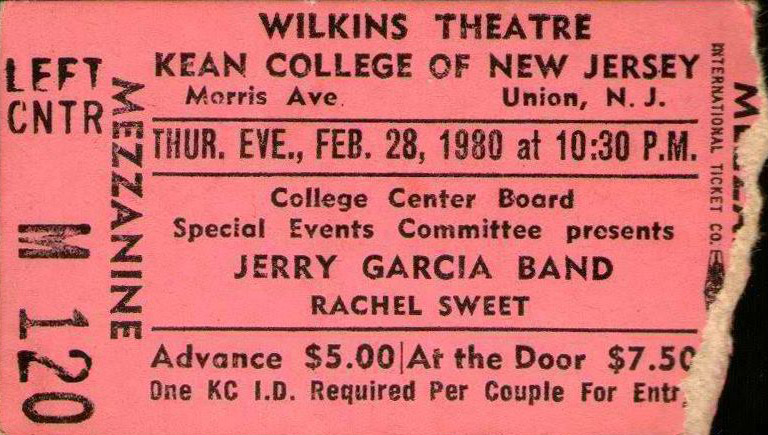 LEFT
CNTR
MEZZANINE
M 120
WILKINS THEATRE
KEAN COLLEGE OF NEW JERSEY
Morris Ave. Union, N. J.
THUR. EVE., FEB. 28, 1980 at 10:30 P.M.
College Center Board
Special Events Committee presents
JERRY GARCIA BAND
RACHEL SWEET
Advance $5.00|At the Door $7.50
One KC I.D. Required Per Couple For Entr
INTERNATIONAL TICKET CO.